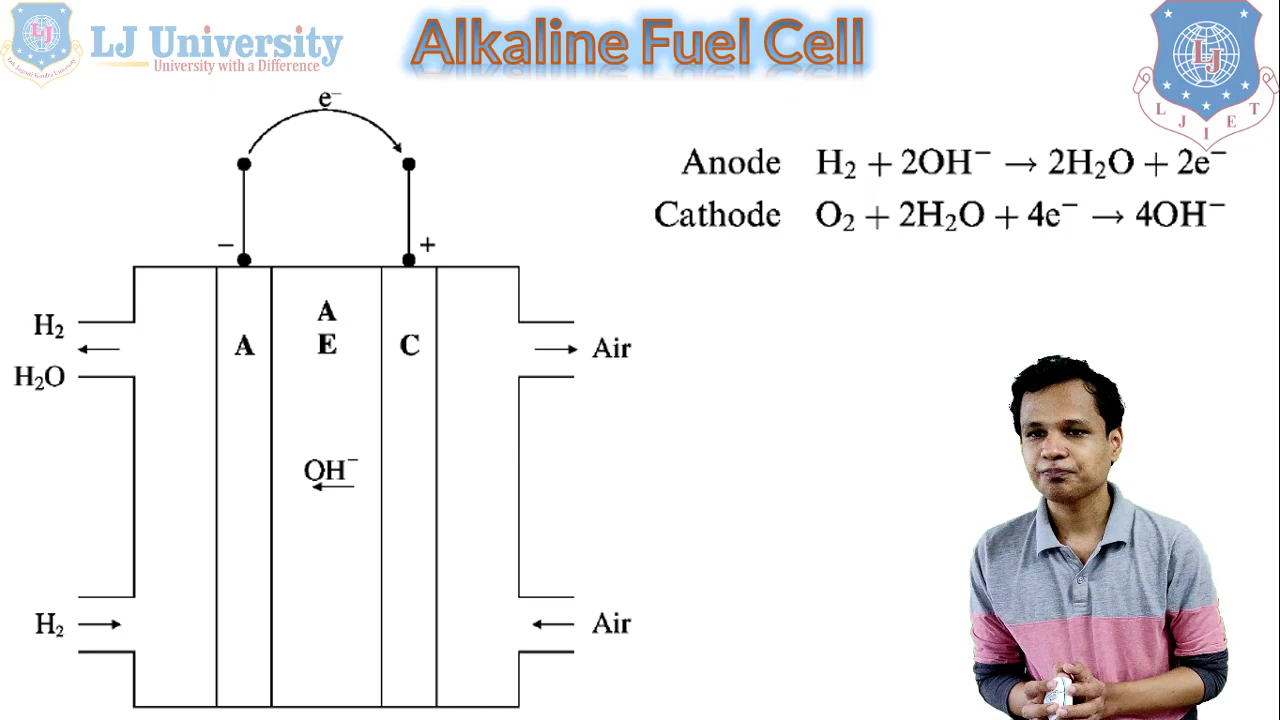 LJ University
University with a Difference
Alkaline Fuel Cell
LJ
L J I E T
e⁻
Anode H₂ + 2OH⁻ → 2H₂O + 2e⁻
Cathode O₂ + 2H₂O + 4e⁻ → 4OH⁻
− +
H₂
H₂O
A
A
E
C
Air
OH⁻
H₂
Air